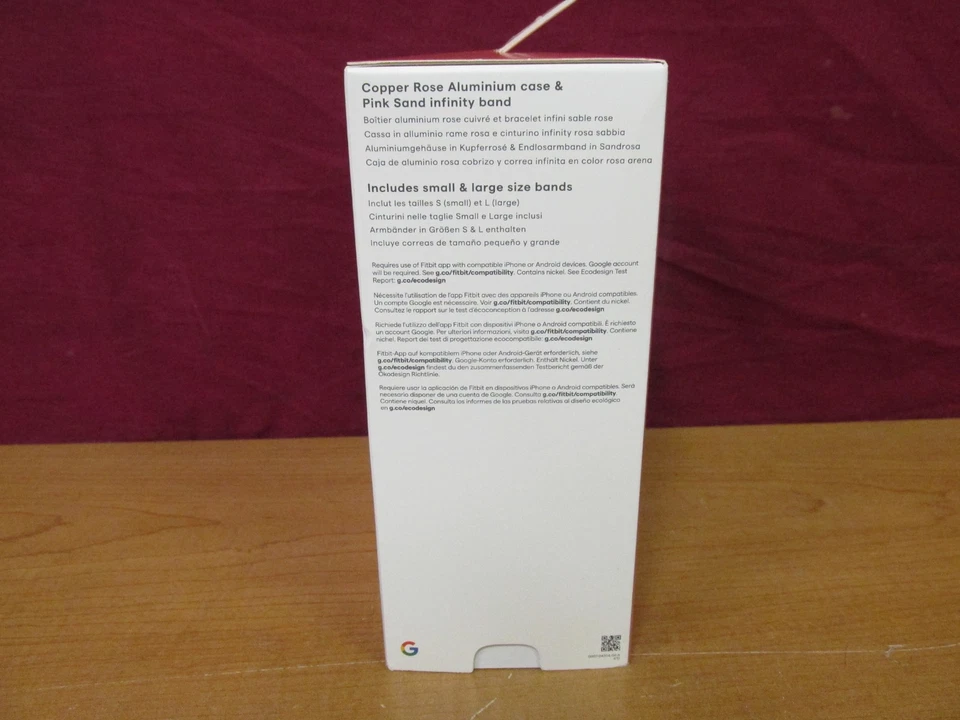 Copper Rose Aluminium case &
Pink Sand infinity band
Boîtier aluminium rose cuivré et bracelet infini sable rose
Cassa in alluminio rame rosa e cinturino infinity rosa sabbia
Aluminiumgehäuse in Kupferrosé & Endlosarmband in Sandrosa
Caja de aluminio rosa cobrizo y correa infinita en color rosa arena
Includes small & large size bands
Inclut les tailles S (small) et L (large)
Cinturini nelle taglie Small e Large inclusi
Armbänder in Größen S & L enthalten
Incluye correas de tamaño pequeño y grande
Requires use of Fitbit app with compatible iPhone or Android devices. Google account
will be required. See g.co/fitbit/compatibility. Contains nickel. See Ecodesign Test
Report: g.co/ecodesign
Nécessite l'utilisation de l'app Fitbit avec des appareils iPhone ou Android compatibles.
Un compte Google est nécessaire. Voir g.co/fitbit/compatibility. Contient du nickel.
Consultez le rapport sur le test d'écoconception à l'adresse g.co/ecodesign
Richiede l'utilizzo dell'app Fitbit con dispositivi iPhone o Android compatibili. È richiesto
un account Google. Per ulteriori informazioni, visita g.co/fitbit/compatibility. Contiene
nichel. Report dei test di progettazione ecocompatibile: g.co/ecodesign
Fitbit-App auf kompatiblem iPhone oder Android-Gerät erforderlich, siehe
g.co/fitbit/compatibility. Google-Konto erforderlich. Enthält Nickel. Unter
g.co/ecodesign findest du den zusammenfassenden Testbericht gemäß der
Ökodesign Richtlinie.
Requiere usar la aplicación de Fitbit en dispositivos iPhone o Android compatibles. Será
necesario disponer de una cuenta de Google. Consulta g.co/fitbit/compatibility.
Contiene níquel. Consulta los informes de las pruebas relativas al diseño ecológico
en g.co/ecodesign
G